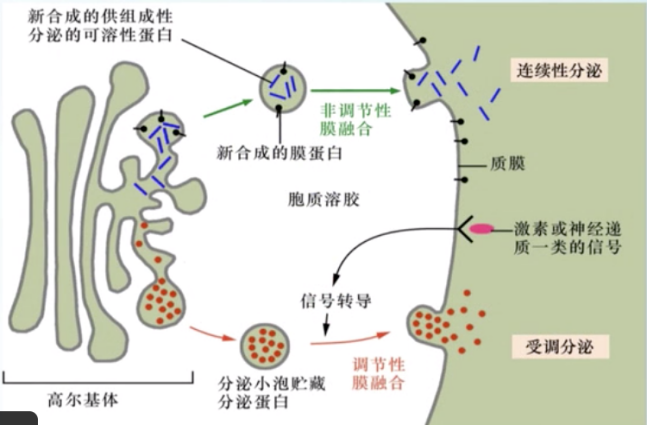 新合成的供组成性
分泌的可溶性蛋白
连续性分泌
非调节性
膜融合
新合成的膜蛋白
质膜
胞质溶胶
激素或神经递
质一类的信号
信号转导
受调分泌
调节性
膜融合
分泌小泡贮藏
分泌蛋白
高尔基体